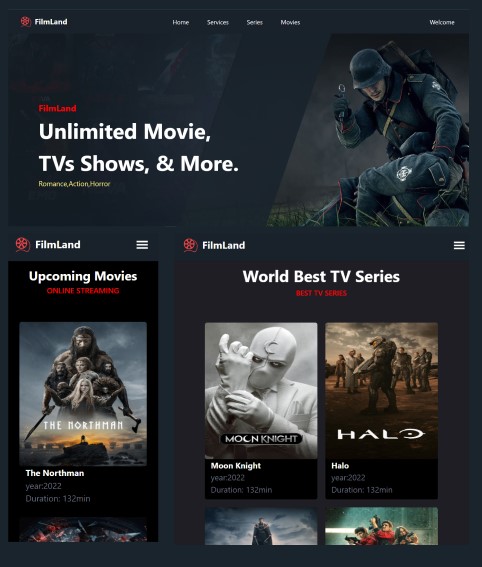 FilmLand
Home Services Series Movies Welcome
FilmLand
Unlimited Movie,
TVs Shows, & More.
Romance,Action,Horror
FilmLand
Upcoming Movies
ONLINE STREAMING
THE NORTHMAN
The Northman
year:2022
Duration: 132min
FilmLand
World Best TV Series
BEST TV SERIES
MOON KNIGHT
HALO
Moon Knight
year:2022
Duration: 132min
Halo
year:2022
Duration: 132min